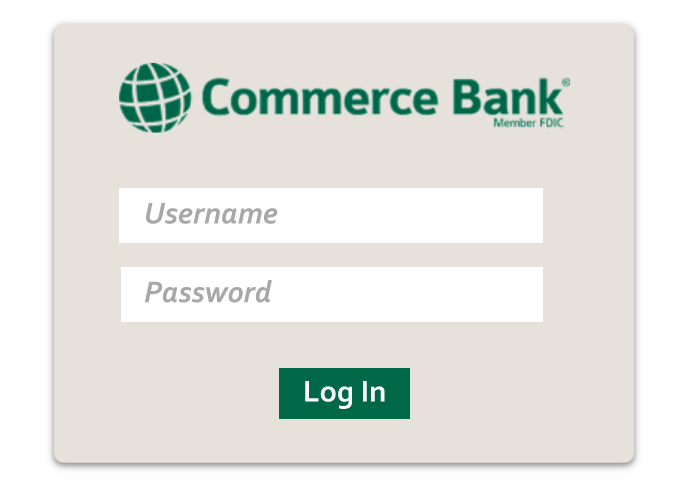 Commerce Bank®
Member FDIC
Username
Password
Log In